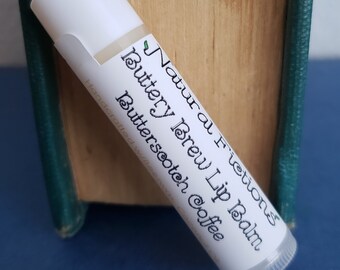 Natural Fictions
Buttery Brew Lip Balm
Butterscotch Coffee